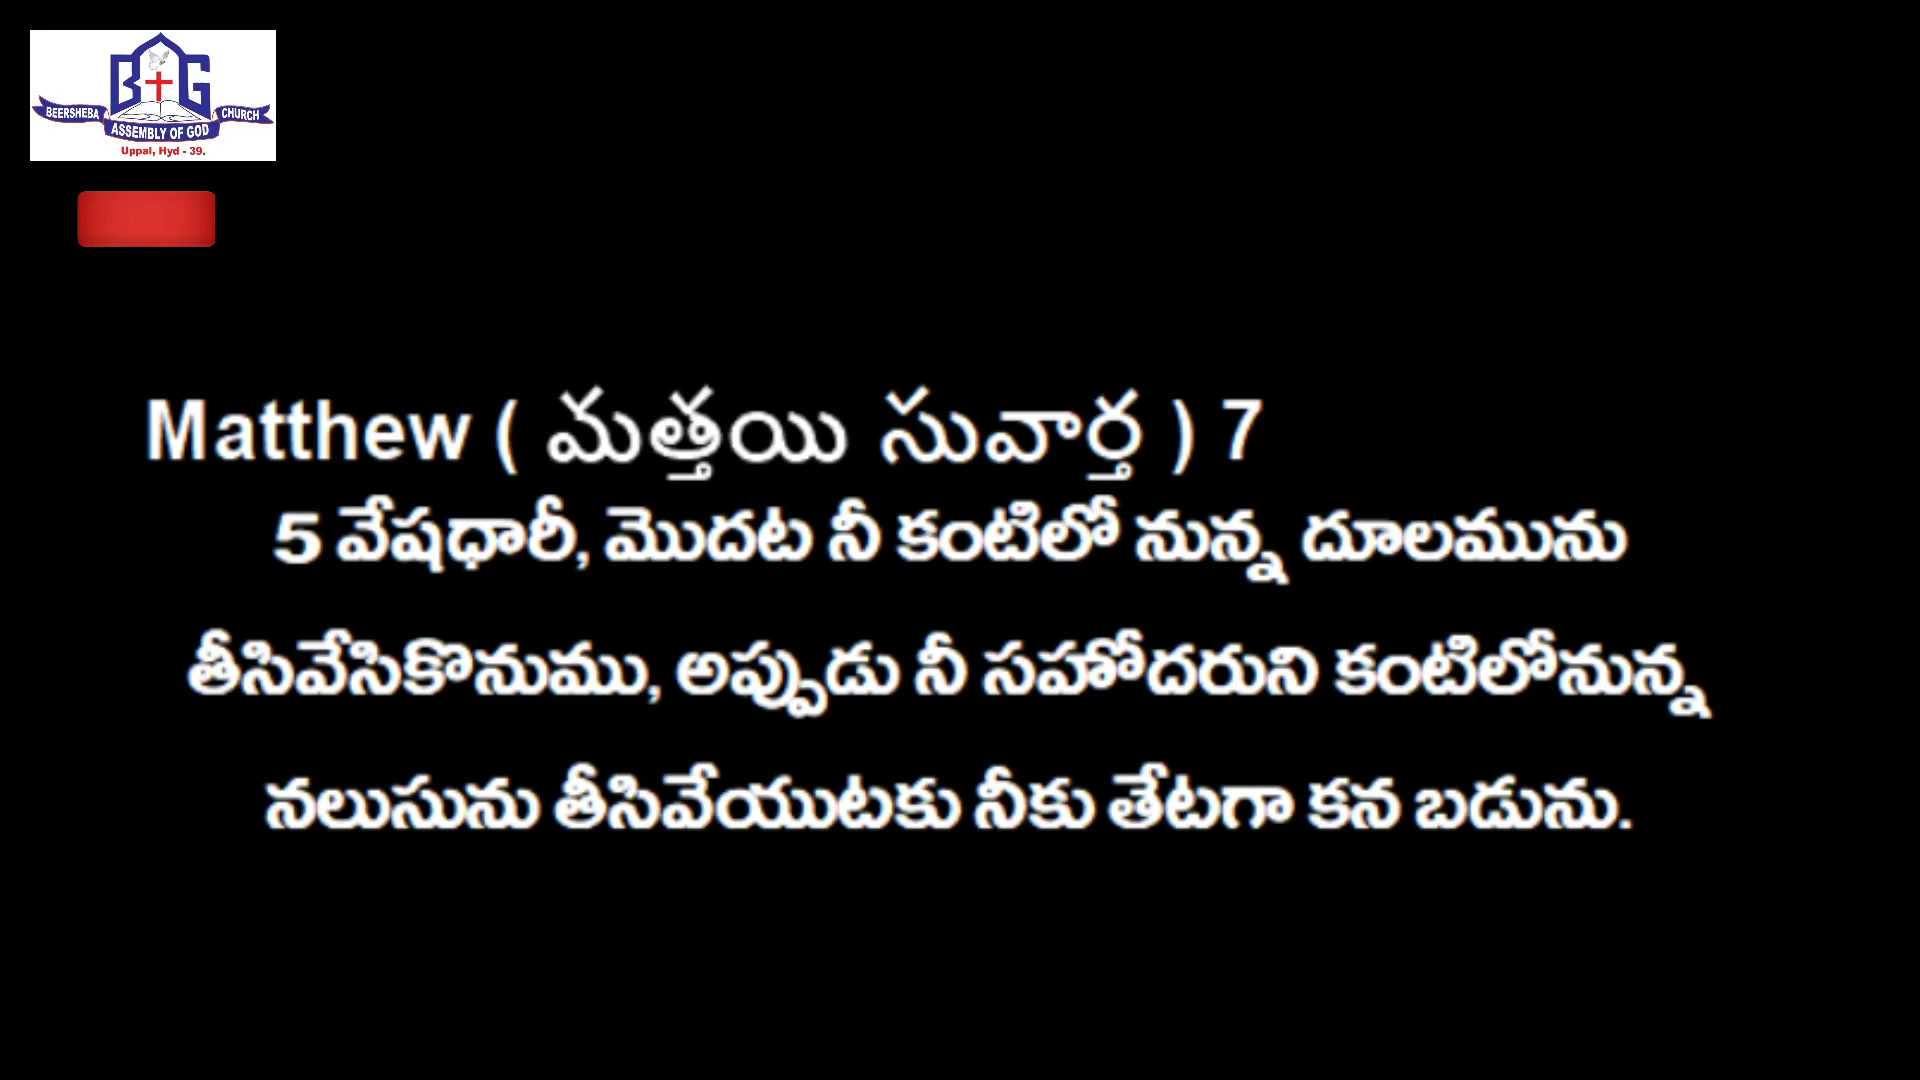 B G
BEERSHEBA ASSEMBLY OF GOD CHURCH
Uppal, Hyd - 39.
Matthew ( మత్తయి సువార్త ) 7
5 వేషధారీ, మొదట నీ కంటిలో నున్న దూలమును
తీసివేసికొనుము, అప్పుడు నీ సహోదరుని కంటిలోనున్న
నలుసును తీసివేయుటకు నీకు తేటగా కన బడును.